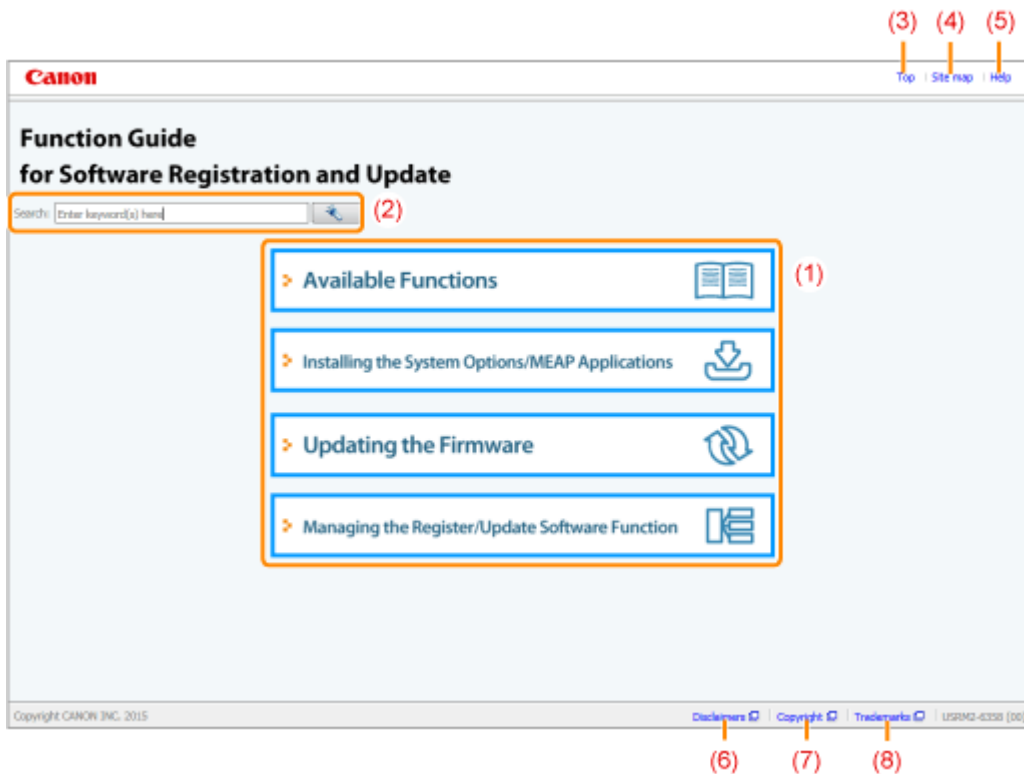 (3) (4) (5)
Canon
Top Site map Help
Function Guide
for Software Registration and Update
Search: Enter keyword(s) here (2)
Available Functions (1)
Installing the System Options/MEAP Applications
Updating the Firmware
Managing the Register/Update Software Function
Copyright CANON INC. 2015 Disclaimers Copyright Trademarks USRM2-6358 [00]
(6) (7) (8)